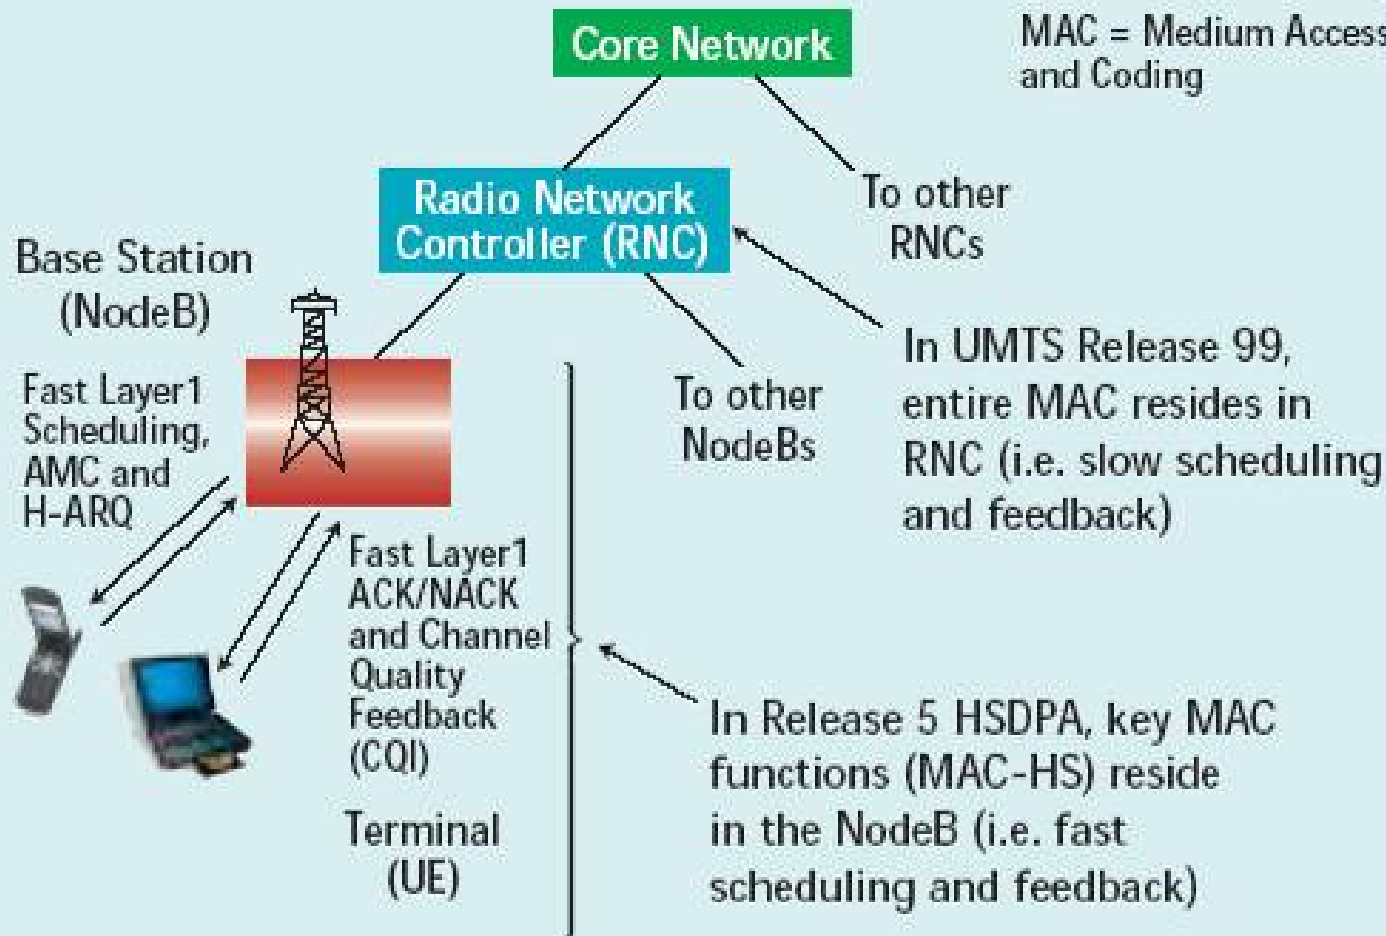 Core Network
MAC = Medium Access
and Coding
Radio Network
Controller (RNC)
To other
RNCs
Base Station
(NodeB)
In UMTS Release 99,
entire MAC resides in
RNC (i.e. slow scheduling
and feedback)
To other
NodeBs
Fast Layer1
Scheduling,
AMC and
H-ARQ
Fast Layer1
ACK/NACK
and Channel
Quality
Feedback
(CQI)
In Release 5 HSDPA, key MAC
functions (MAC-HS) reside
in the NodeB (i.e. fast
scheduling and feedback)
Terminal
(UE)